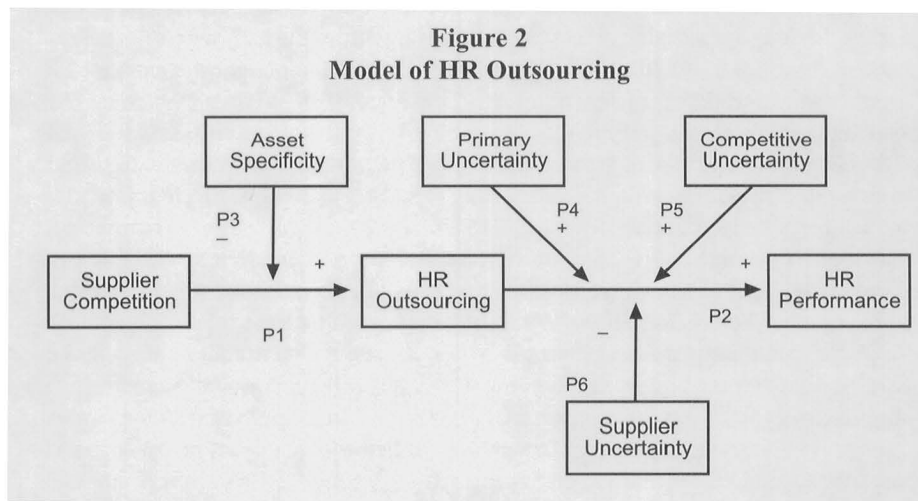 Figure 2
Model of HR Outsourcing
Asset
Specificity
Primary
Uncertainty
Competitive
Uncertainty
P3
–
P4
+
P5
+
Supplier
Competition
+
P1
HR
Outsourcing
+
P2
HR
Performance
–
P6
Supplier
Uncertainty